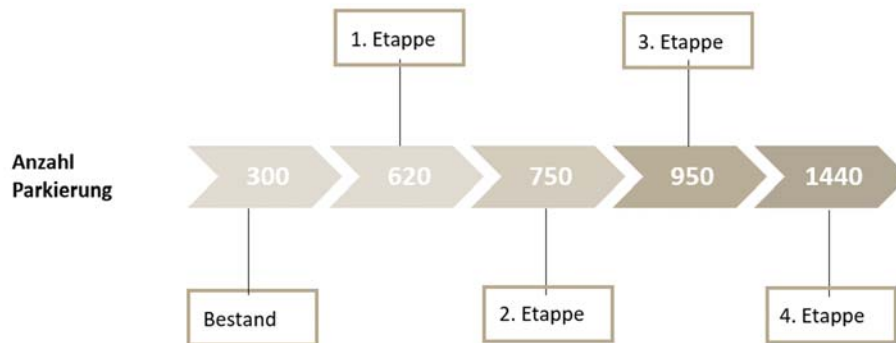 1. Etappe
3. Etappe
Anzahl
Parkierung
300
620
750
950
1440
Bestand
2. Etappe
4. Etappe